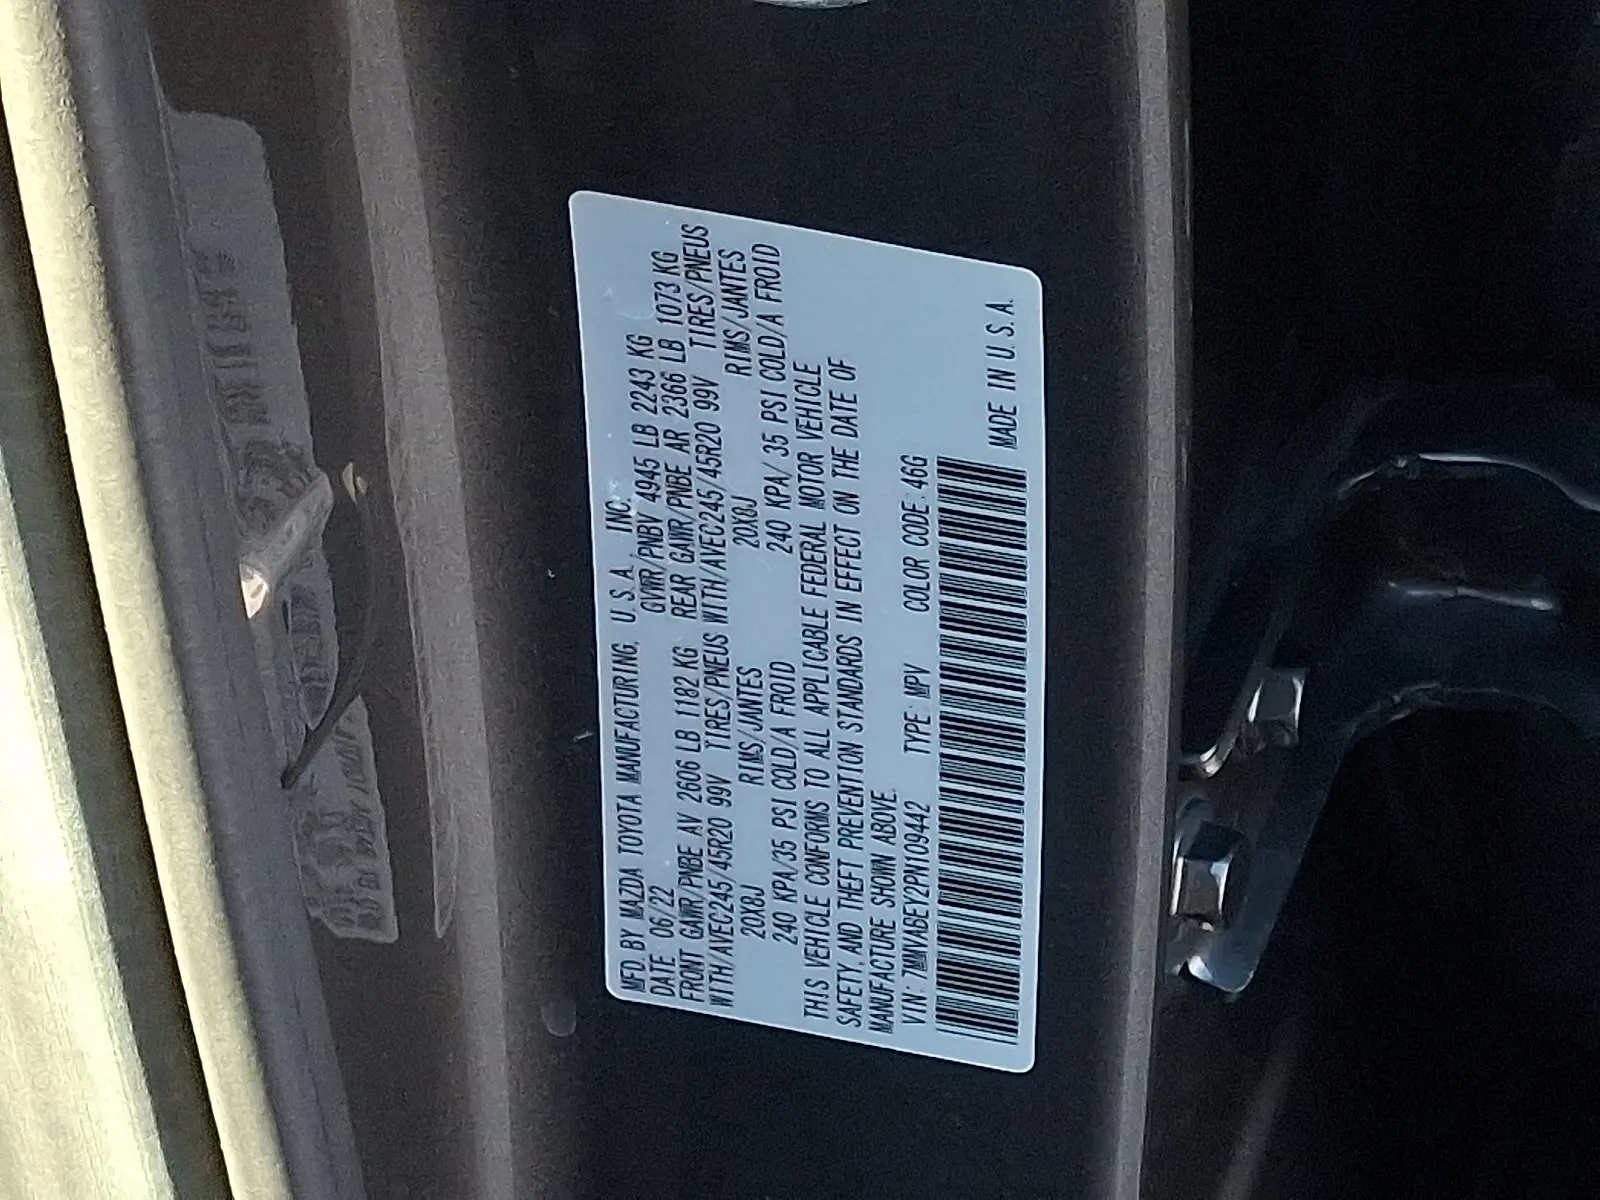 MFD. BY MAZDA TOYOTA MANUFACTURING, U.S.A., INC.
DATE 06/22 GVWR/PNBV 4945 LB 2243 KG
FRONT GAWR/PNBE AV 2606 LB 1182 KG REAR GAWR/PNBE AR 2366 LB 1073 KG
WITH/AVEC245/45R20 99V TIRES/PNEUS WITH/AVEC245/45R20 99V TIRES/PNEUS
20X8J RIMS/JANTES 20X8J RIMS/JANTES
240 KPA/35 PSI COLD/A FROID 240 KPA/ 35 PSI COLD/A FROID
THIS VEHICLE CONFORMS TO ALL APPLICABLE FEDERAL MOTOR VEHICLE
SAFETY, AND THEFT PREVENTION STANDARDS IN EFFECT ON THE DATE OF
MANUFACTURE SHOWN ABOVE.
VIN: 7MMVABEY2PN109442 TYPE: MPV COLOR CODE:46G
MADE IN U.S.A.